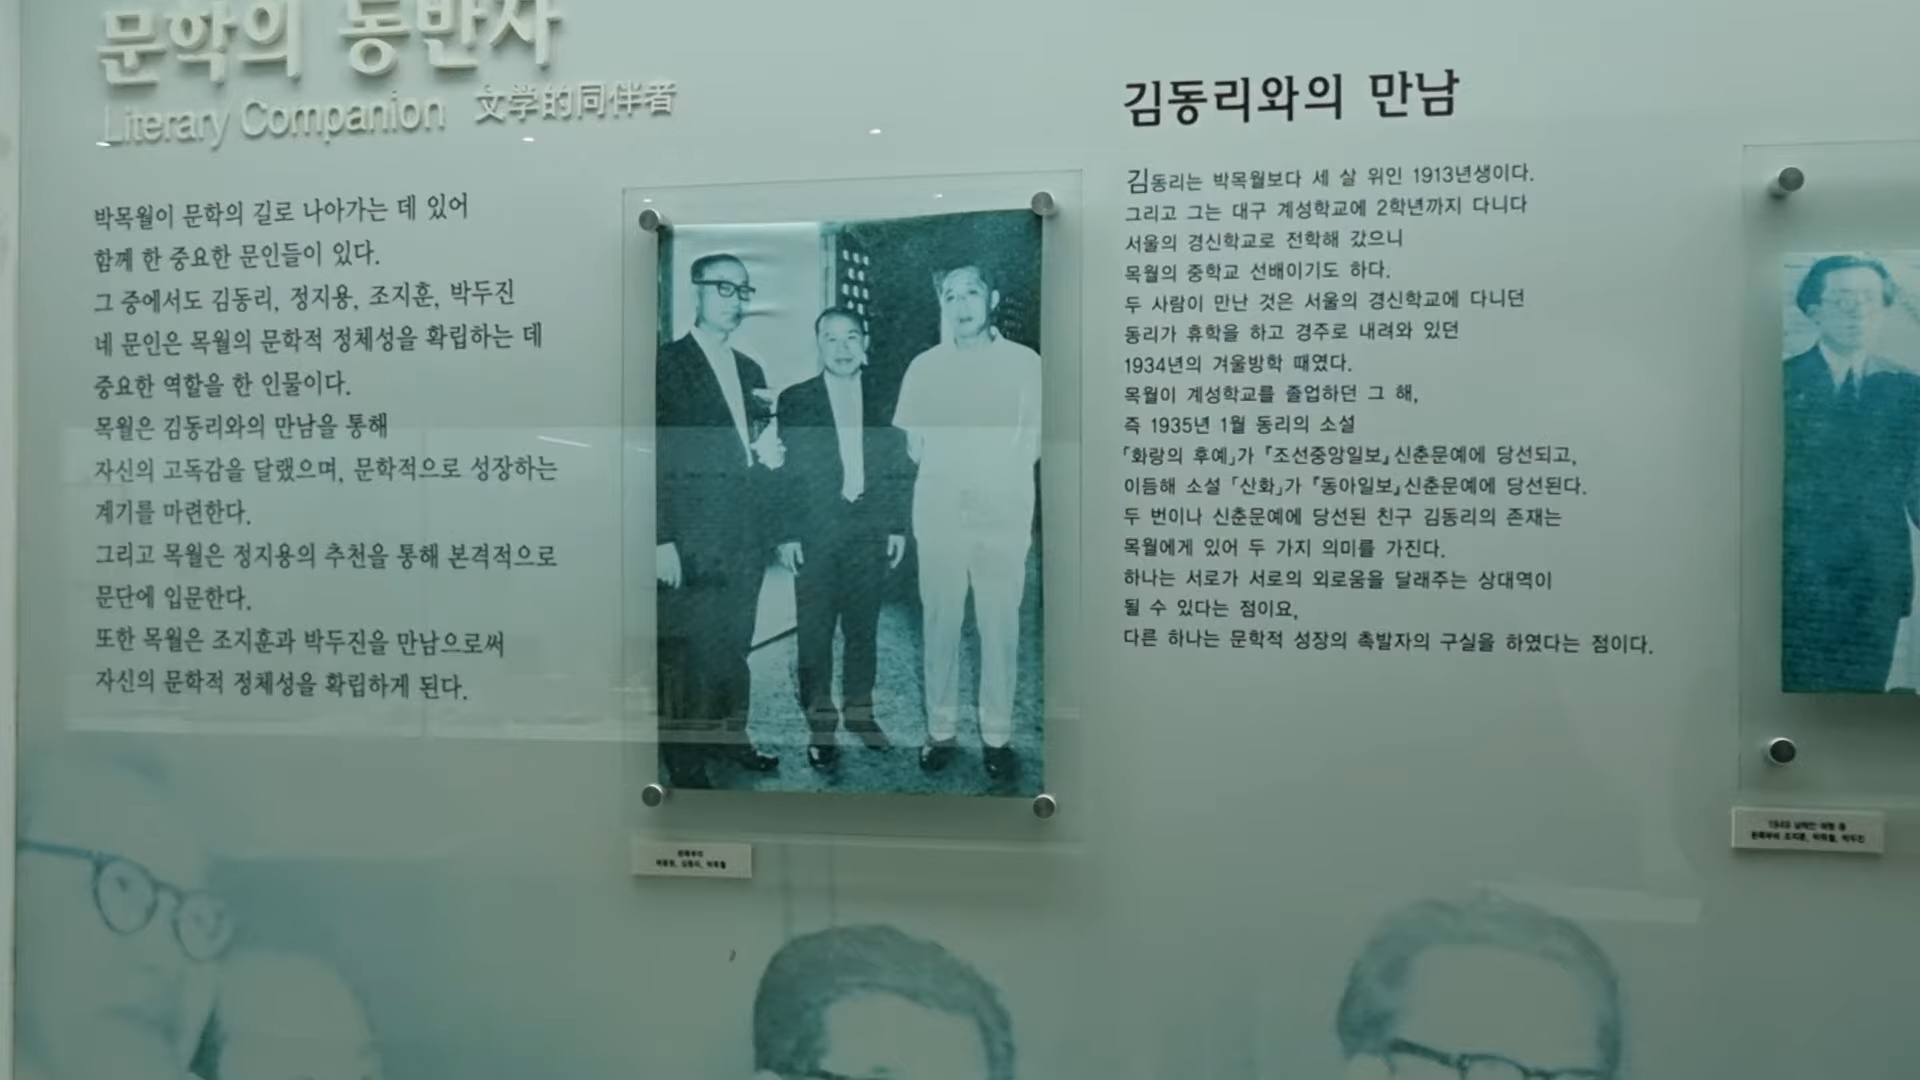 문학의 동반자
Literary Companion 文学的同伴者
박목월이 문학의 길로 나아가는 데 있어
함께 한 중요한 문인들이 있다.
그 중에서도 김동리, 정지용, 조지훈, 박두진
네 문인은 목월의 문학적 정체성을 확립하는 데
중요한 역할을 한 인물이다.
목월은 김동리와의 만남을 통해
자신의 고독감을 달랬으며, 문학적으로 성장하는
계기를 마련한다.
그리고 목월은 정지용의 추천을 통해 본격적으로
문단에 입문한다.
또한 목월은 조지훈과 박두진을 만남으로써
자신의 문학적 정체성을 확립하게 된다.
김동리와의 만남
김동리는 박목월보다 세 살 위인 1913년생이다.
그리고 그는 대구 계성학교에 2학년까지 다니다
서울의 경신학교로 전학해 갔으니
목월의 중학교 선배이기도 하다.
두 사람이 만난 것은 서울의 경신학교에 다니던
동리가 휴학을 하고 경주로 내려와 있던
1934년의 겨울방학 때였다.
목월이 계성학교를 졸업하던 그 해,
즉 1935년 1월 동리의 소설
「화랑의 후예」가 『조선중앙일보』신춘문예에 당선되고,
이듬해 소설 「산화」가 『동아일보』신춘문예에 당선된다.
두 번이나 신춘문예에 당선된 친구 김동리의 존재는
목월에게 있어 두 가지 의미를 가진다.
하나는 서로가 서로의 외로움을 달래주는 상대역이
될 수 있다는 점이요,
다른 하나는 문학적 성장의 촉발자의 구실을 하였다는 점이다.